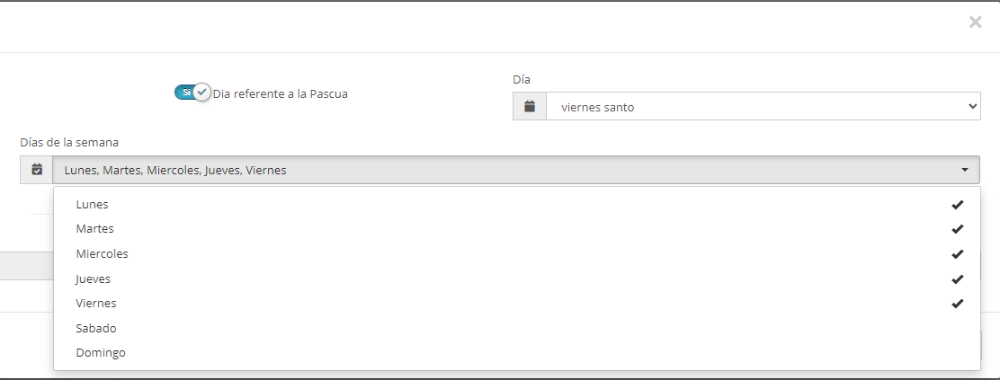 ×
Día
Si Dia referente a la Pascua
viernes santo
Días de la semana
Lunes, Martes, Miercoles, Jueves, Viernes
Lunes
Martes
Miercoles
Jueves
Viernes
Sabado
Domingo